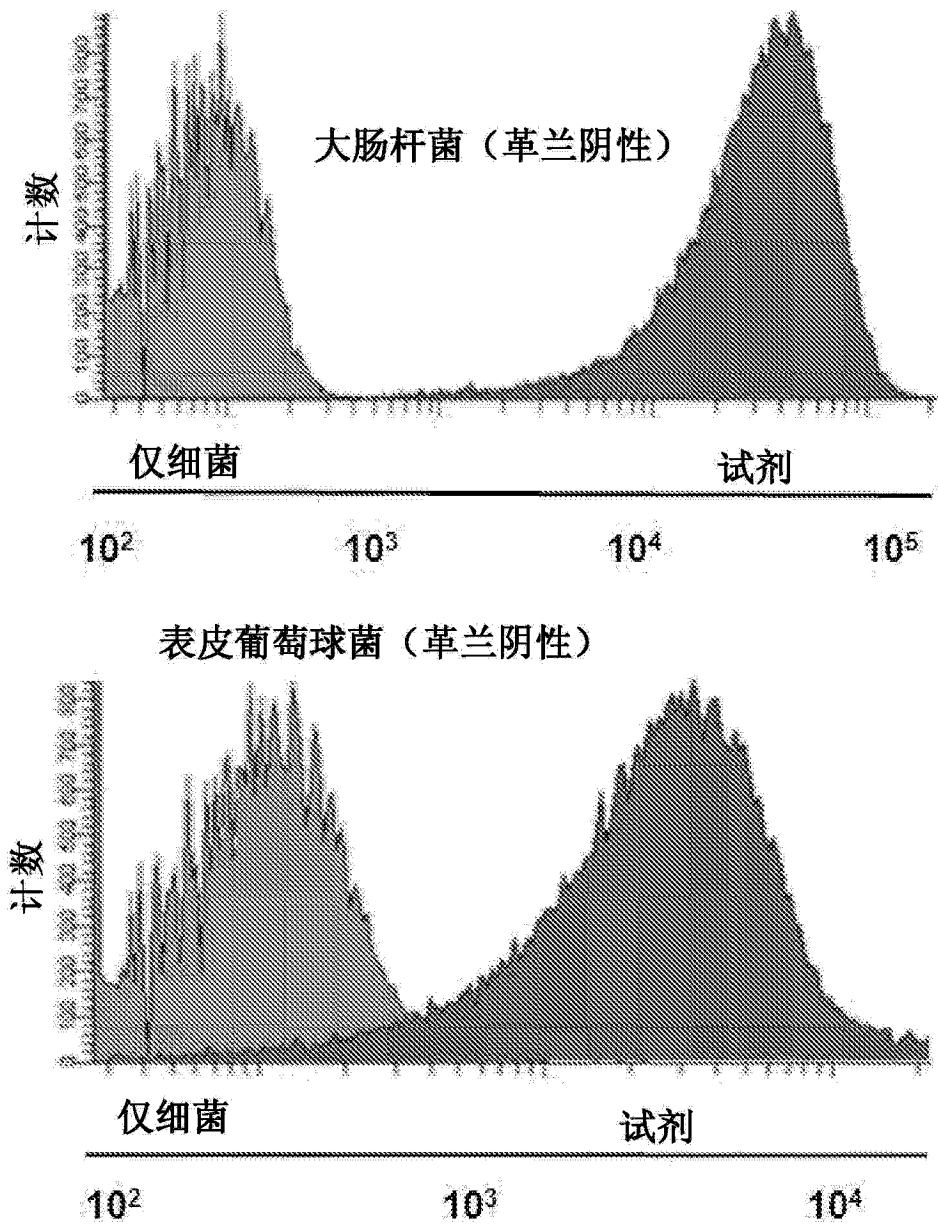 大肠杆菌（革兰阴性）
计数
仅细菌 试剂
10² 10³ 10⁴ 10⁵
表皮葡萄球菌（革兰阴性）
计数
仅细菌 试剂
10² 10³ 10⁴